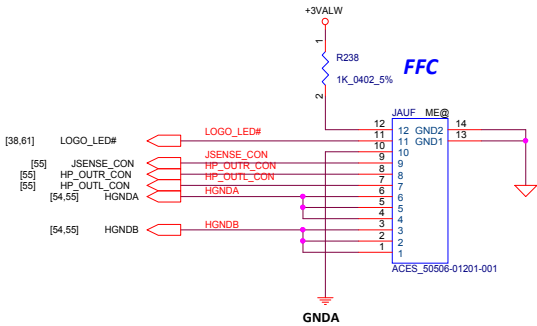 +3VALW
1
R238
1K_0402_5%
2
FFC
JAUF ME@
12 12 GND2 14
[38,61] LOGO_LED# LOGO_LED# 11 11 GND1 13
10 10
[55] JSENSE_CON JSENSE_CON 9 9
[55] HP_OUTR_CON HP_OUTR_CON 8 8
[55] HP_OUTL_CON HP_OUTL_CON 7 7
[54,55] HGNDA HGNDA 6 6
5 5
4 4
[54,55] HGNDB HGNDB 3 3
2 2
1 1
ACES_50506-01201-001
GNDA